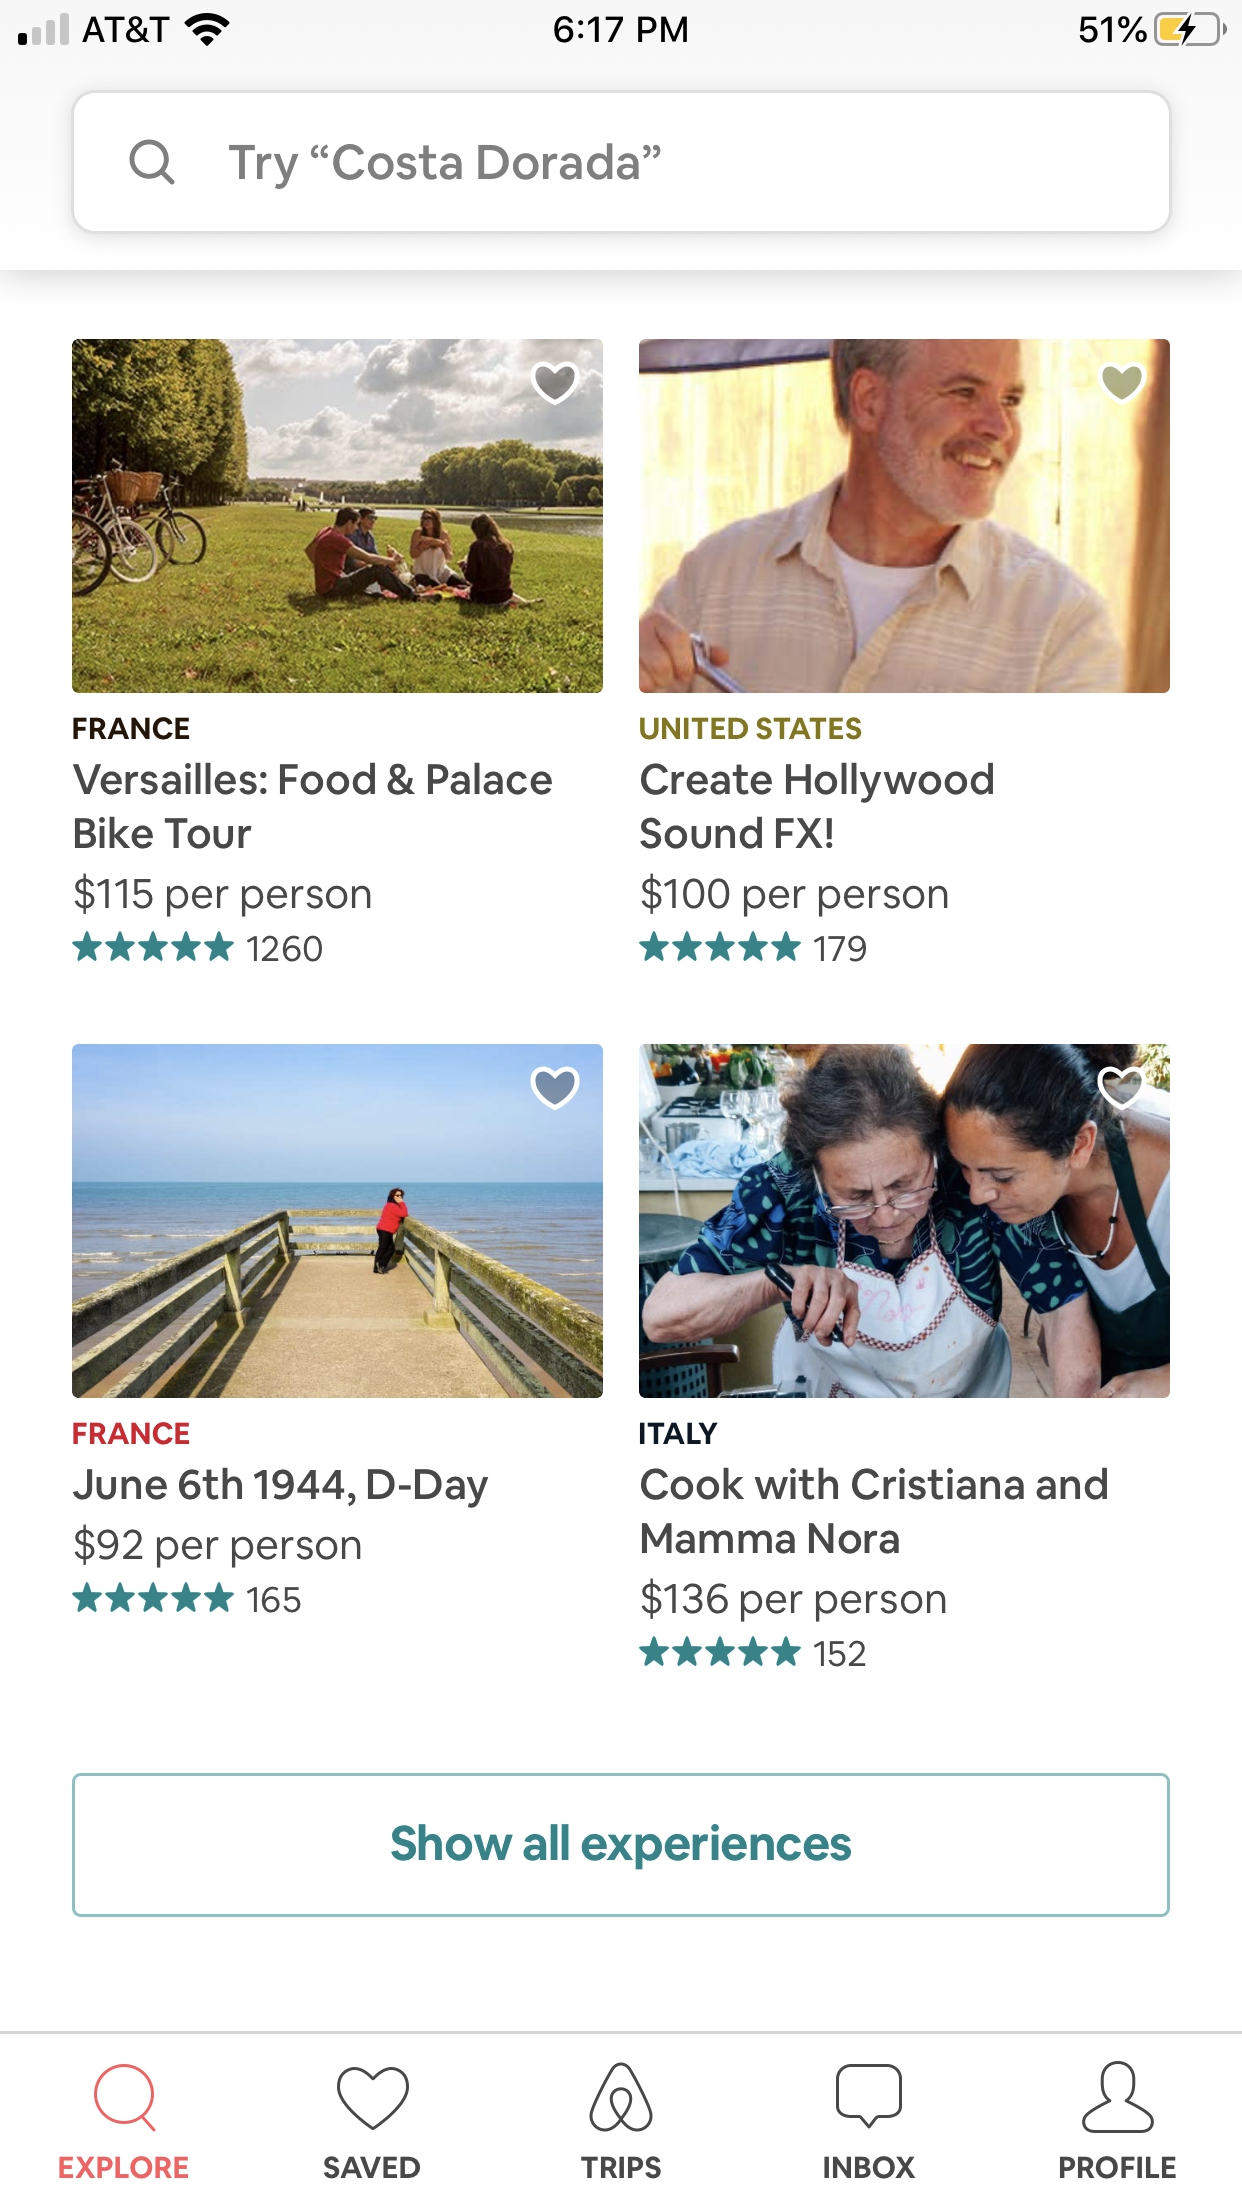 AT&T 6:17 PM 51%
Try “Costa Dorada”
FRANCE
Versailles: Food & Palace
Bike Tour
$115 per person
1260
UNITED STATES
Create Hollywood
Sound FX!
$100 per person
179
FRANCE
June 6th 1944, D-Day
$92 per person
165
ITALY
Cook with Cristiana and
Mamma Nora
$136 per person
152
Show all experiences
EXPLORE SAVED TRIPS INBOX PROFILE